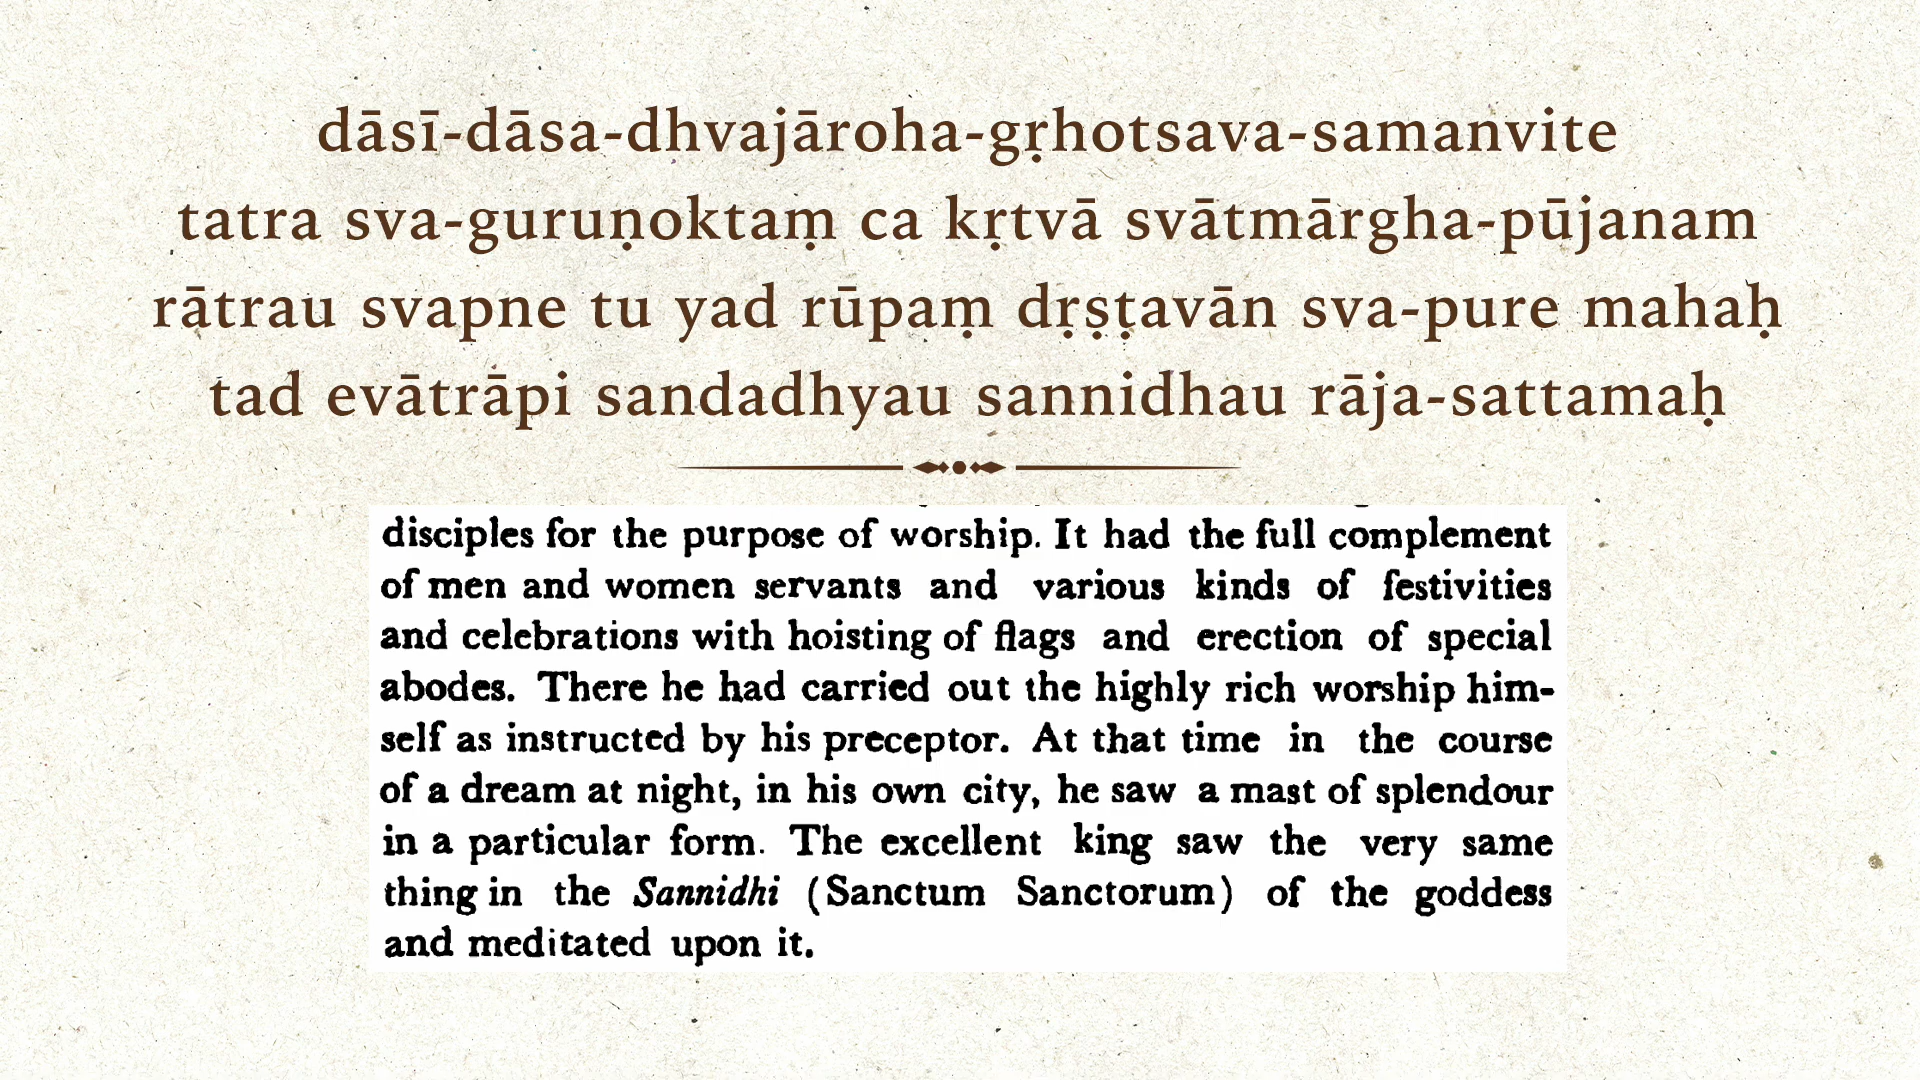 dāsī-dāsa-dhvajāroha-gṛhotsava-samanvite
tatra sva-guruṇoktaṃ ca kṛtvā svātmārgha-pūjanam
rātrau svapne tu yad rūpaṃ dṛṣṭavān sva-pure mahaḥ
tad evātrāpi sandadhyau sannidhau rāja-sattamaḥ
disciples for the purpose of worship. It had the full complement
of men and women servants and various kinds of festivities
and celebrations with hoisting of flags and erection of special
abodes. There he had carried out the highly rich worship him-
self as instructed by his preceptor. At that time in the course
of a dream at night, in his own city, he saw a mast of splendour
in a particular form. The excellent king saw the very same
thing in the Sannidhi (Sanctum Sanctorum) of the goddess
and meditated upon it.